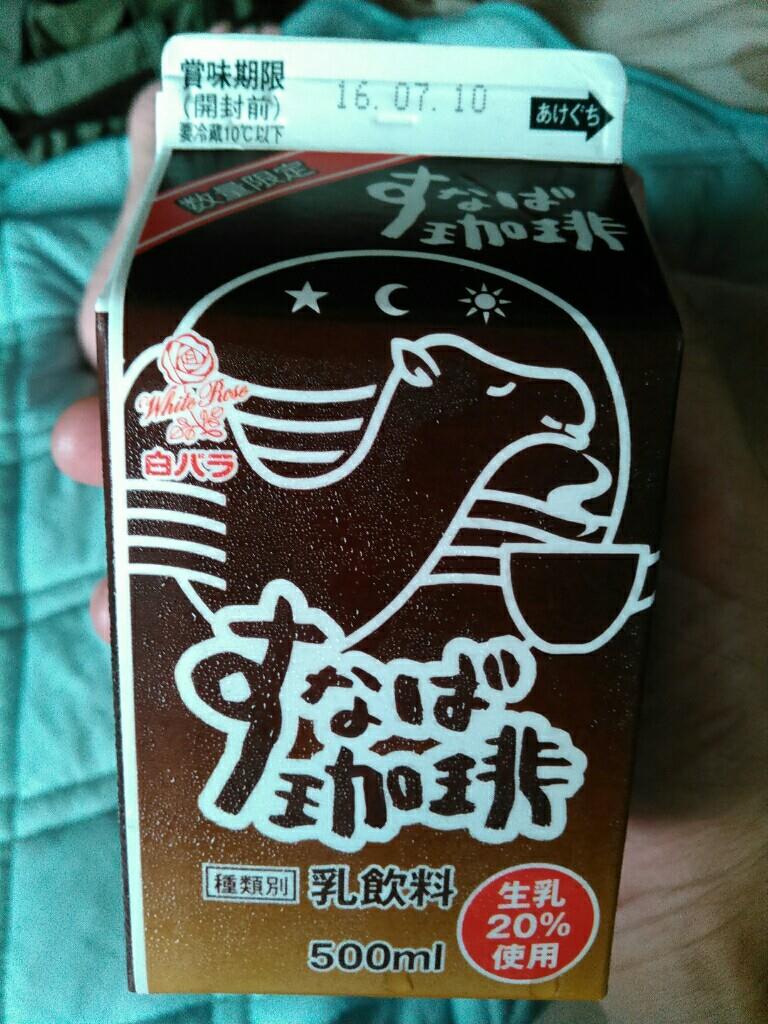 賞味期限
(開封前)
要冷蔵10℃以下
16.07.10
あけぐち
数量限定
すなば
珈琲
White Rose
白バラ
すなば
珈琲
種類別 乳飲料
500ml
生乳
20%
使用